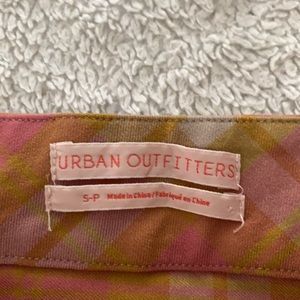 URBAN OUTFITTERS
S-P Made in China/Fabriqué en Chine